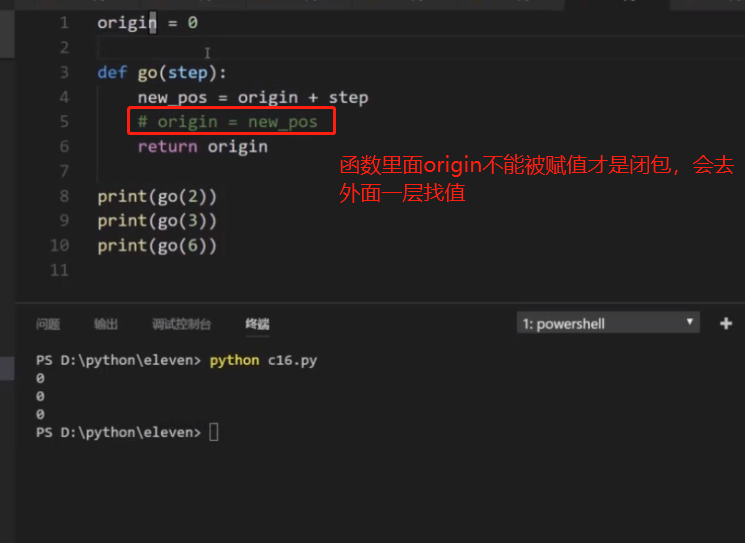 1 origin = 0
2
3 def go(step):
4 new_pos = origin + step
5 # origin = new_pos
6 return origin
7
函数里面origin不能被赋值才是闭包，会去
外面一层找值
8 print(go(2))
9 print(go(3))
10 print(go(6))
11
问题 输出 调试控制台 终端 1: powershell
PS D:\python\eleven> python c16.py
0
0
0
PS D:\python\eleven>